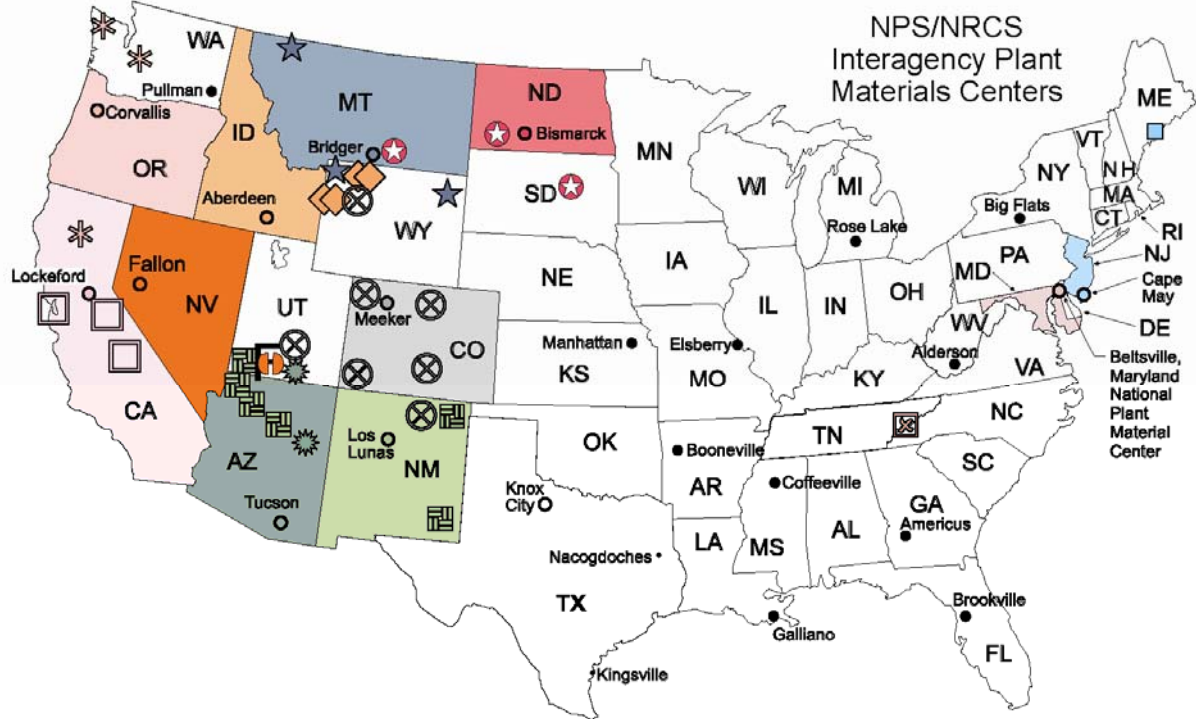 NPS/NRCS
Interagency Plant
Materials Centers
WA
Pullman
Corvallis
OR
ID
Aberdeen
MT
Bridger
ND
Bismarck
SD
WY
MN
WI
MI
Rose Lake
NY
Big Flats
VT
NH
MA
CT
ME
RI
NJ
Cape
May
DE
Beltsville,
Maryland
National
Plant
Material
Center
PA
MD
WV
Alderson
VA
OH
IN
IL
IA
NE
Lockeford
Fallon
NV
CA
UT
Meeker
CO
Manhattan
KS
Elsberry
MO
KY
TN
NC
SC
AZ
Tucson
Los
Lunas
NM
OK
Knox
City
Booneville
AR
Coffeeville
MS
AL
GA
Americus
LA
Nacogdoches
TX
Kingsville
Galliano
Brookville
FL